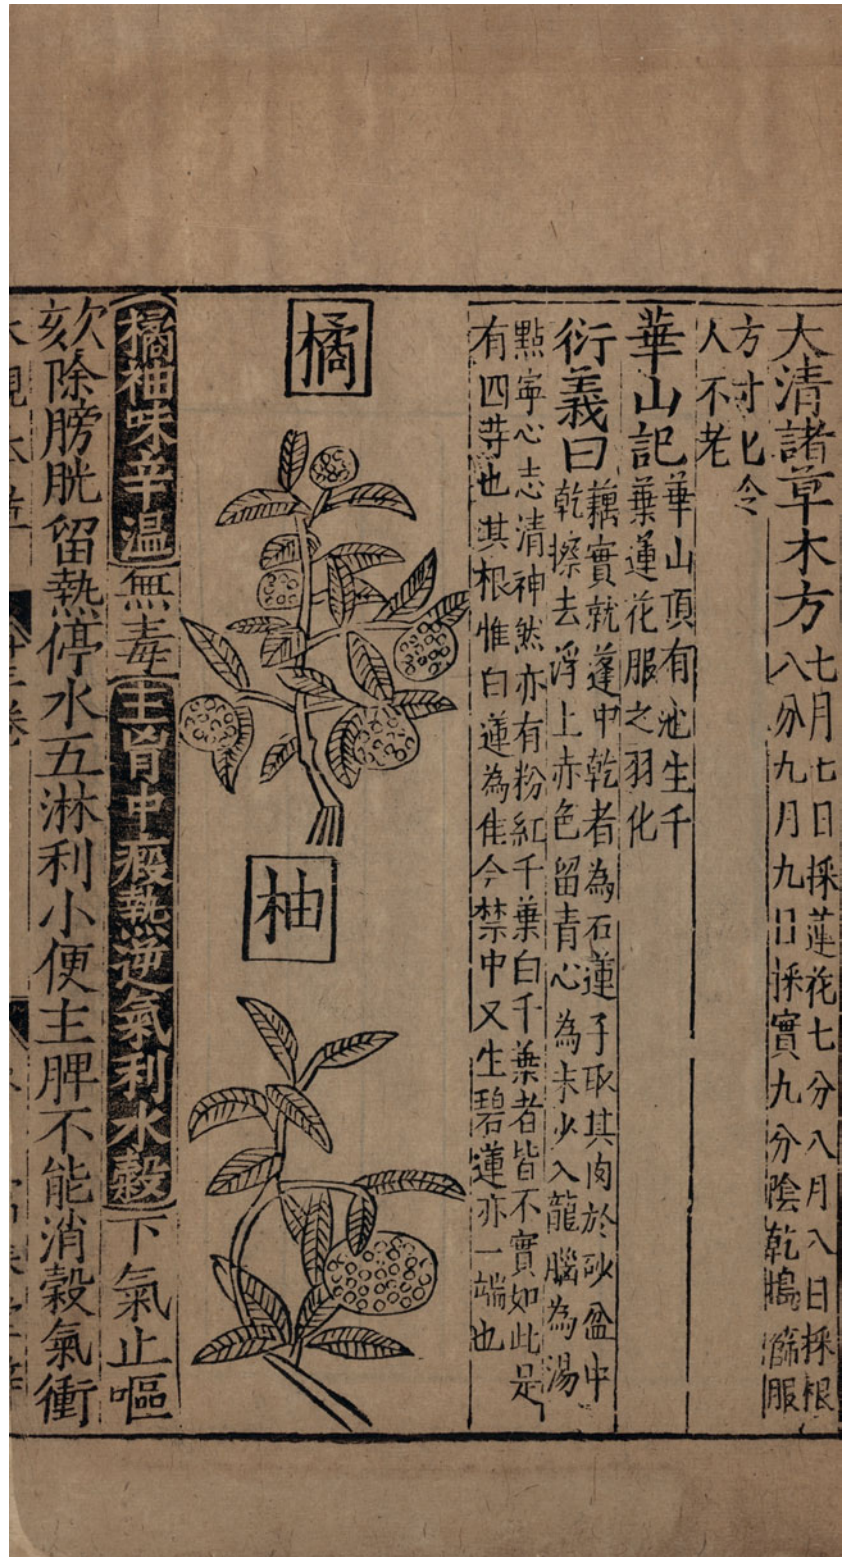 大清諸草木方七月七日採蓮花七分八月八日採根
八分九月九日採實九分陰乾搗篩服
方寸匕令
人不老
華山記華山頂有池生千
葉蓮花服之羽化
衍義曰藕實就蓬中乾者為石蓮子取其肉於砂盆中
乾擦去浮上赤色留青心為末少入龍腦為湯
點寧心志清神然亦有粉紅千葉白千葉者皆不實如此是
有四等也其根惟白蓮為佳今禁中又生碧蓮亦一端也
橘
柚
橘柚味辛温無毒主胷中瘕熱逆氣利水穀下氣止嘔
欬除膀胱留熱停水五淋利小便主脾不能消穀氣衝